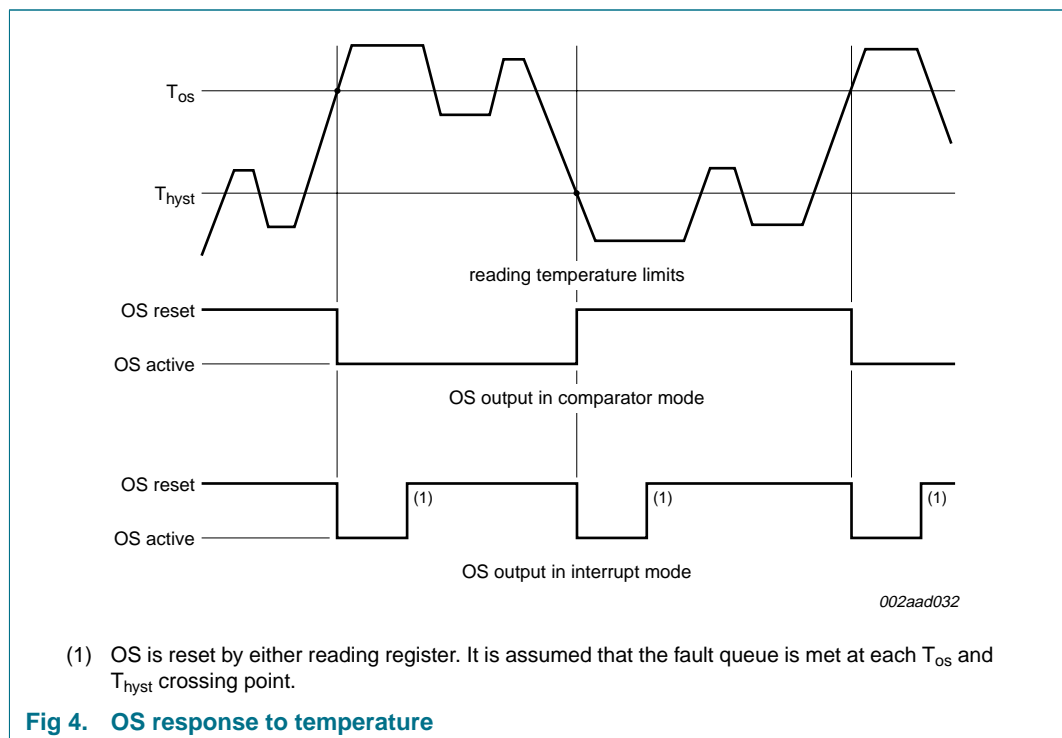 Tos
Thyst
reading temperature limits
OS reset
OS active
OS output in comparator mode
OS reset
(1) (1) (1)
OS active
OS output in interrupt mode
002aad032
(1) OS is reset by either reading register. It is assumed that the fault queue is met at each Tos and
Thyst crossing point.
Fig 4. OS response to temperature